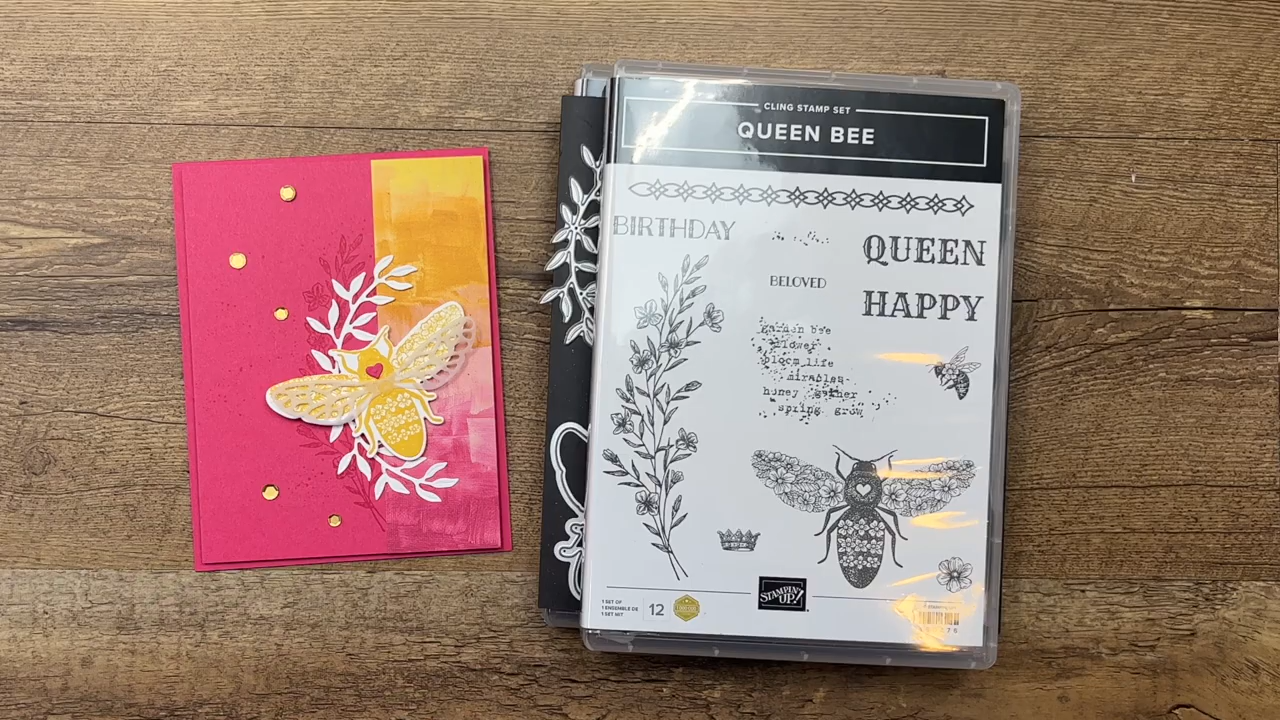 CLING STAMP SET
QUEEN BEE
BIRTHDAY
QUEEN
BELOVED
HAPPY
garden bee
flower
bloom life
miracles
honey gather
spring grow
STAMPIN' UP!
1 SET OF
1 ENSEMBLE DE
1 SET MIT
12